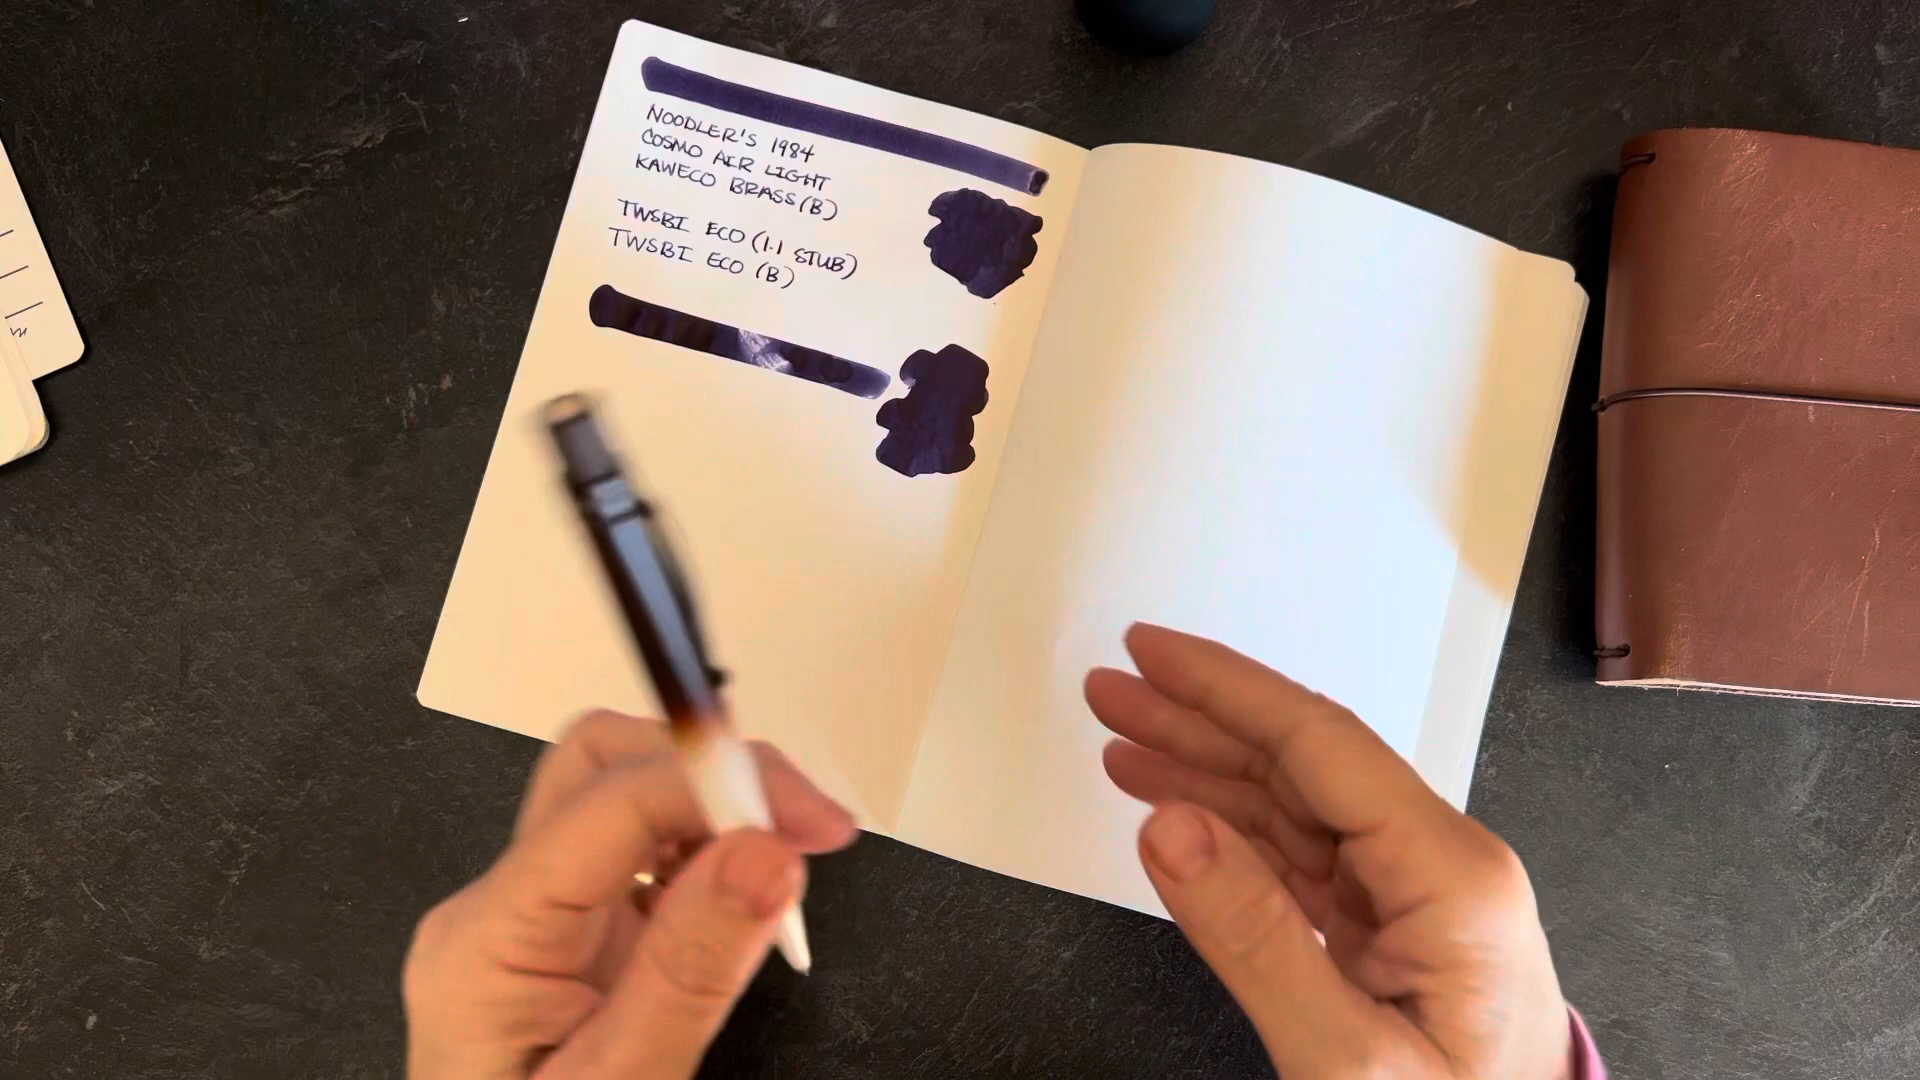 NOODLER'S 1984
COSMO AIR LIGHT
KAWECO BRASS (B)
TWSBI ECO (1.1 STUB)
TWSBI ECO (B)